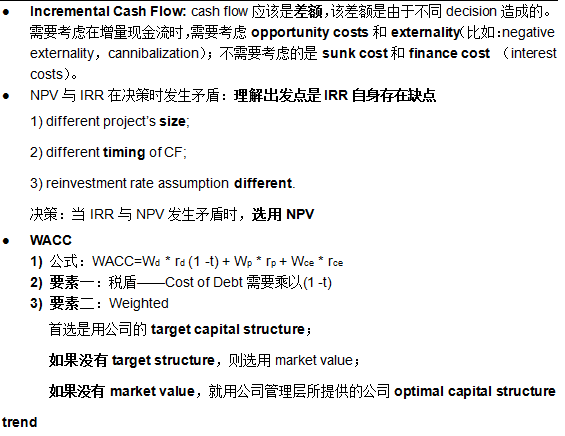 ● Incremental Cash Flow: cash flow 应该是差额，该差额是由于不同 decision 造成的。
需要考虑在增量现金流时，需要考虑 opportunity costs 和 externality（比如：negative
externality，cannibalization）；不需要考虑的是 sunk cost 和 finance cost （interest
costs）。
● NPV 与 IRR 在决策时发生矛盾：理解出发点是 IRR 自身存在缺点
1) different project's size;
2) different timing of CF;
3) reinvestment rate assumption different.
决策：当 IRR 与 NPV 发生矛盾时，选用 NPV
● WACC
1) 公式：WACC=Wd * rd (1 -t) + Wp * rp + Wce * rce
2) 要素一：税盾——Cost of Debt 需要乘以(1 -t)
3) 要素二：Weighted
首选是用公司的 target capital structure；
如果没有 target structure，则选用 market value；
如果没有 market value，就用公司管理层所提供的公司 optimal capital structure
trend